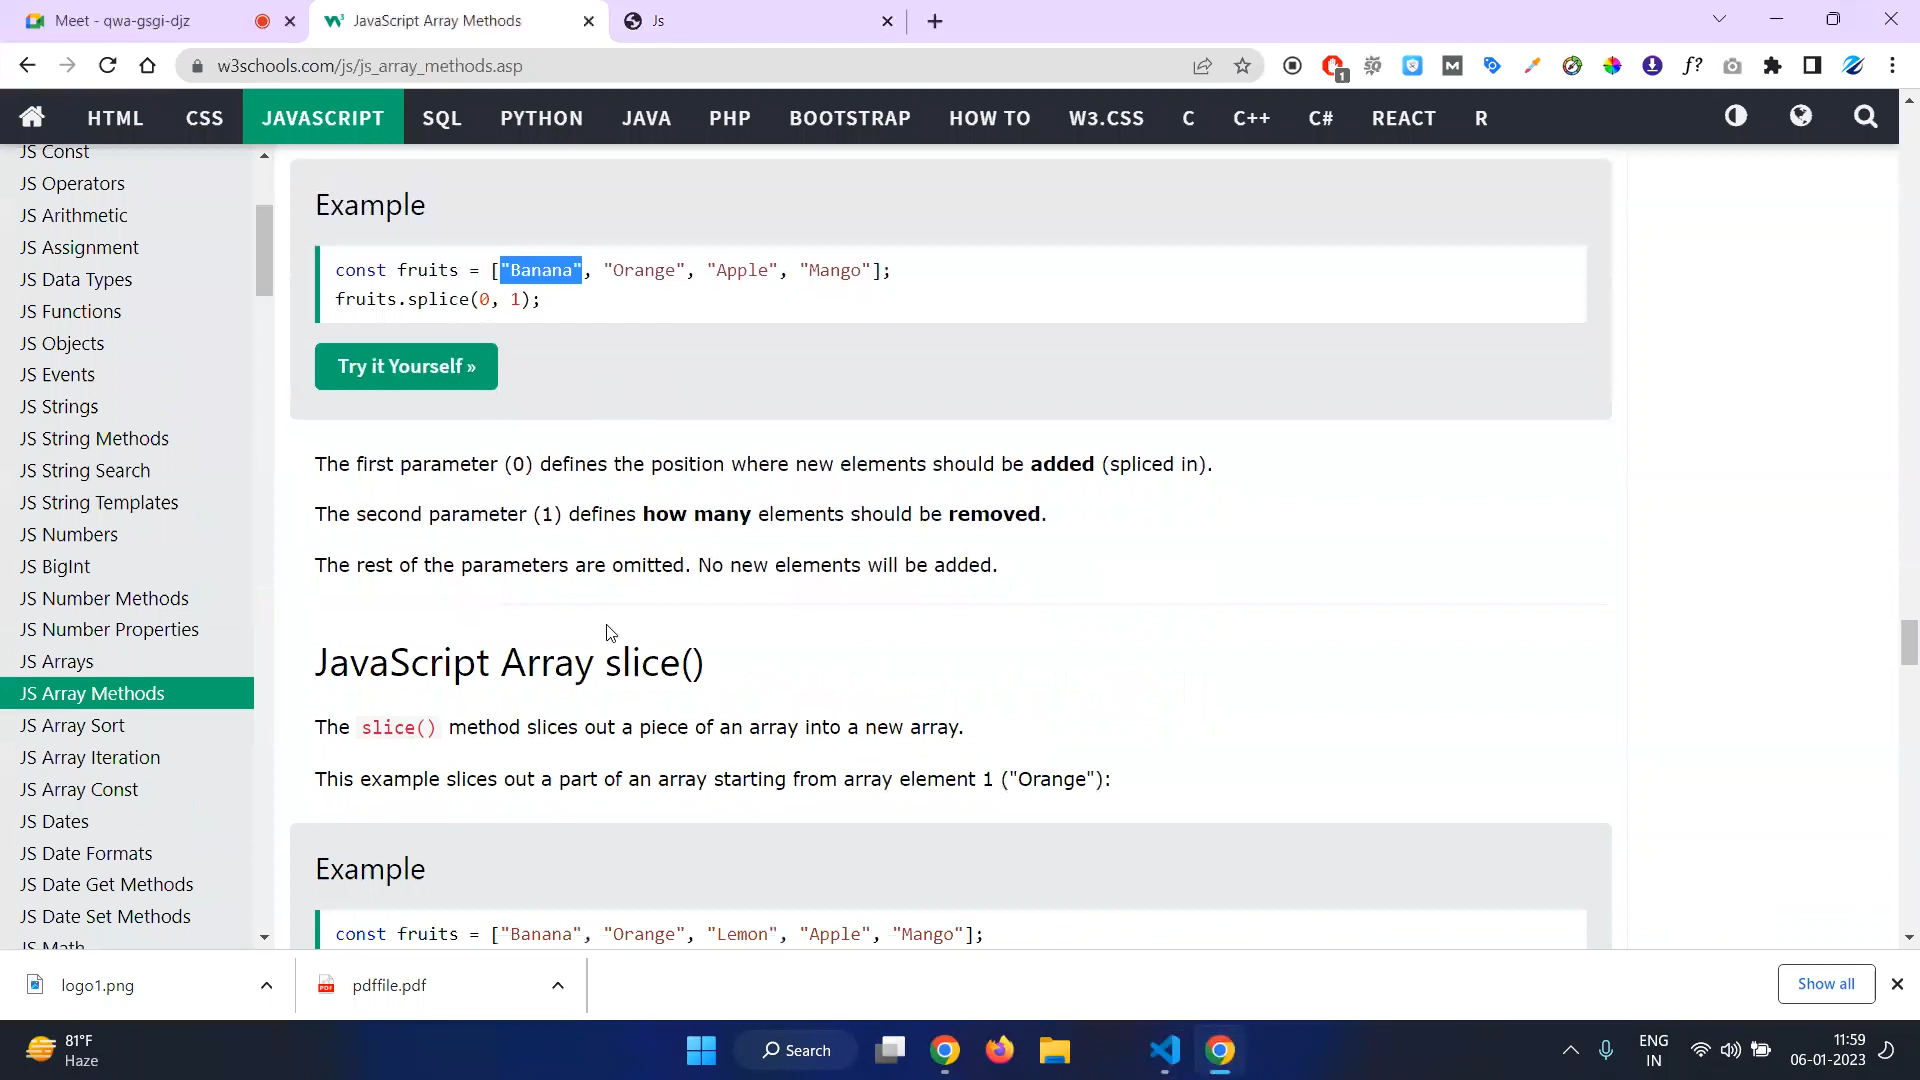 Meet - qwa-gsgi-djz
JavaScript Array Methods
Js
w3schools.com/js/js_array_methods.asp
1
M
f?
HTML CSS JAVASCRIPT SQL PYTHON JAVA PHP BOOTSTRAP HOW TO W3.CSS C C++ C# REACT R
JS Const
JS Operators
JS Arithmetic
JS Assignment
JS Data Types
JS Functions
JS Objects
JS Events
JS Strings
JS String Methods
JS String Search
JS String Templates
JS Numbers
JS BigInt
JS Number Methods
JS Number Properties
JS Arrays
JS Array Methods
JS Array Sort
JS Array Iteration
JS Array Const
JS Dates
JS Date Formats
JS Date Get Methods
JS Date Set Methods
JS Math
Example
const fruits = ["Banana", "Orange", "Apple", "Mango"];
fruits.splice(0, 1);
Try it Yourself »
The first parameter (0) defines the position where new elements should be added (spliced in).
The second parameter (1) defines how many elements should be removed.
The rest of the parameters are omitted. No new elements will be added.
JavaScript Array slice()
The slice() method slices out a piece of an array into a new array.
This example slices out a part of an array starting from array element 1 ("Orange"):
Example
const fruits = ["Banana", "Orange", "Lemon", "Apple", "Mango"];
logo1.png
pdffile.pdf
Show all
81°F
Haze
Search
ENG
IN
11:59
06-01-2023